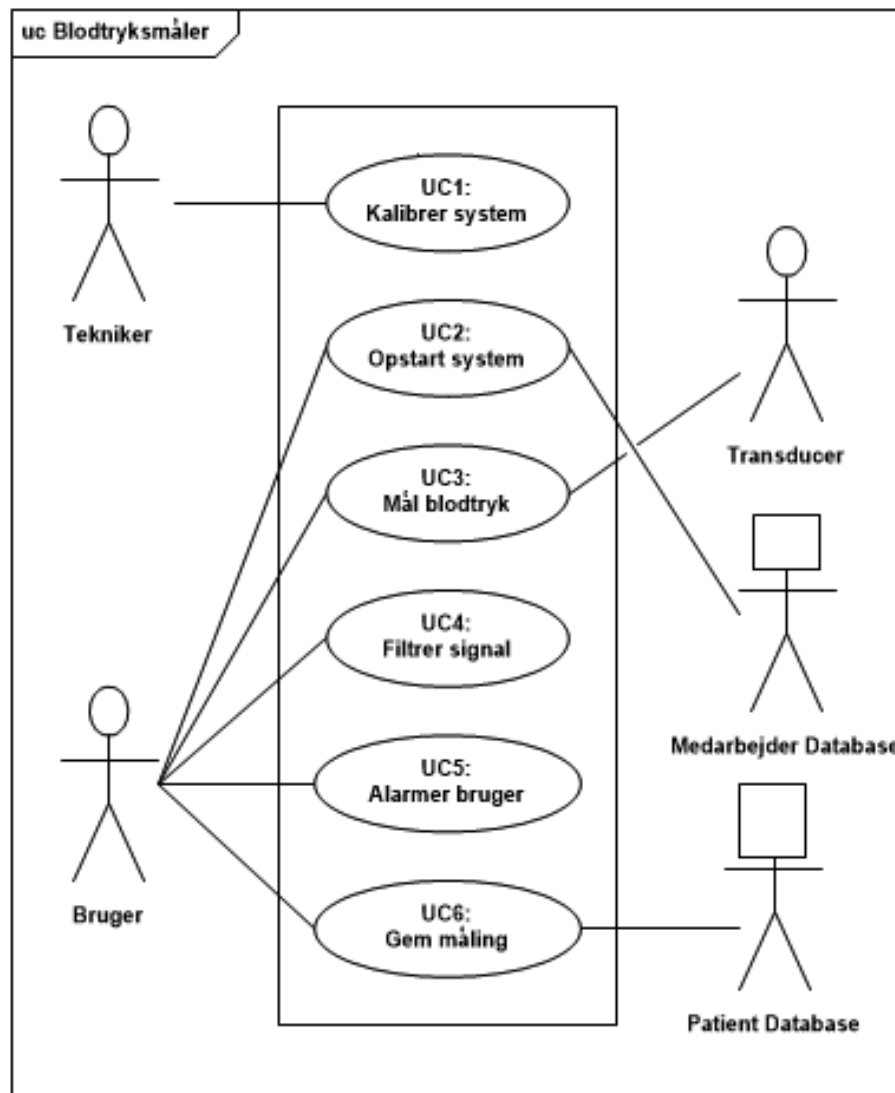 uc Blodtryksmåler
UC1:
Kalibrer system
Tekniker
UC2:
Opstart system
Transducer
UC3:
Mål blodtryk
UC4:
Filtrer signal
Medarbejder Database
UC5:
Alarmer bruger
Bruger
UC6:
Gem måling
Patient Database